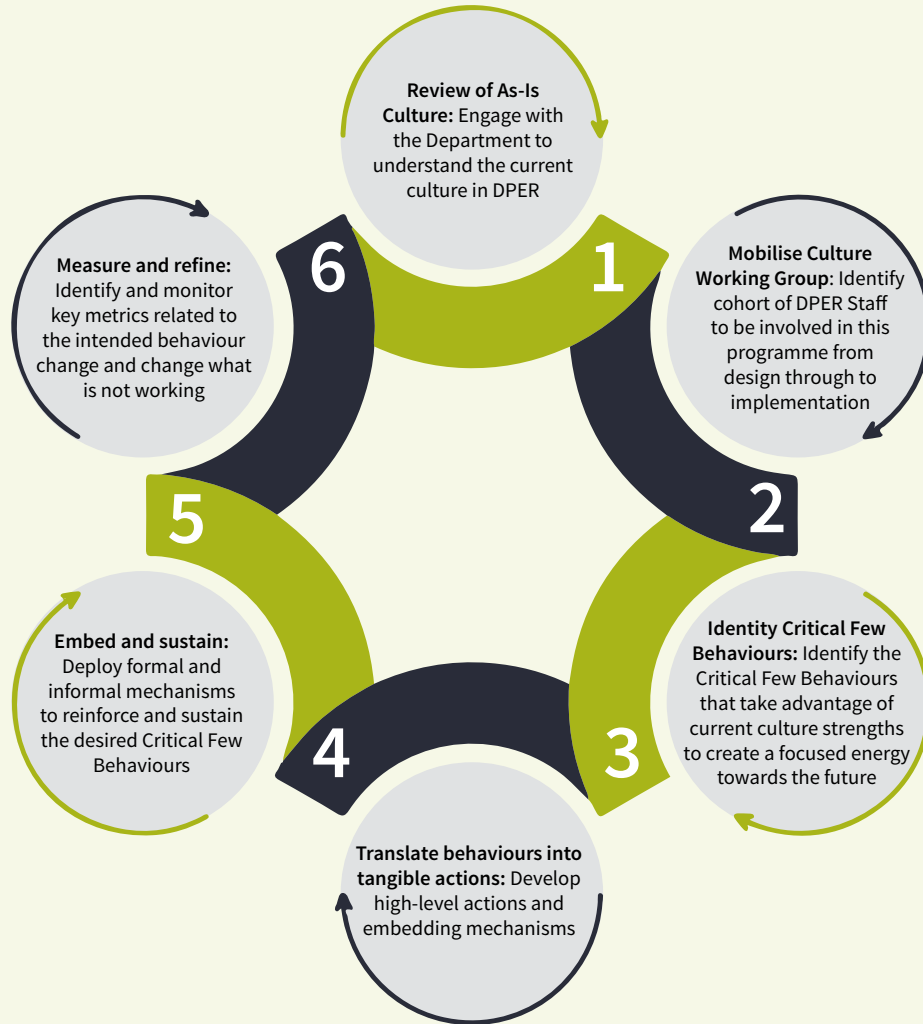 Review of As-Is
Culture: Engage with
the Department to
understand the current
culture in DPER
1
Mobilise Culture
Working Group: Identify
cohort of DPER Staff
to be involved in this
programme from
design through to
implementation
2
Identity Critical Few
Behaviours: Identify the
Critical Few Behaviours
that take advantage of
current culture strengths
to create a focused energy
towards the future
3
Translate behaviours into
tangible actions: Develop
high-level actions and
embedding mechanisms
4
Embed and sustain:
Deploy formal and
informal mechanisms
to reinforce and sustain
the desired Critical Few
Behaviours
5
Measure and refine:
Identify and monitor
key metrics related to
the intended behaviour
change and change what
is not working
6